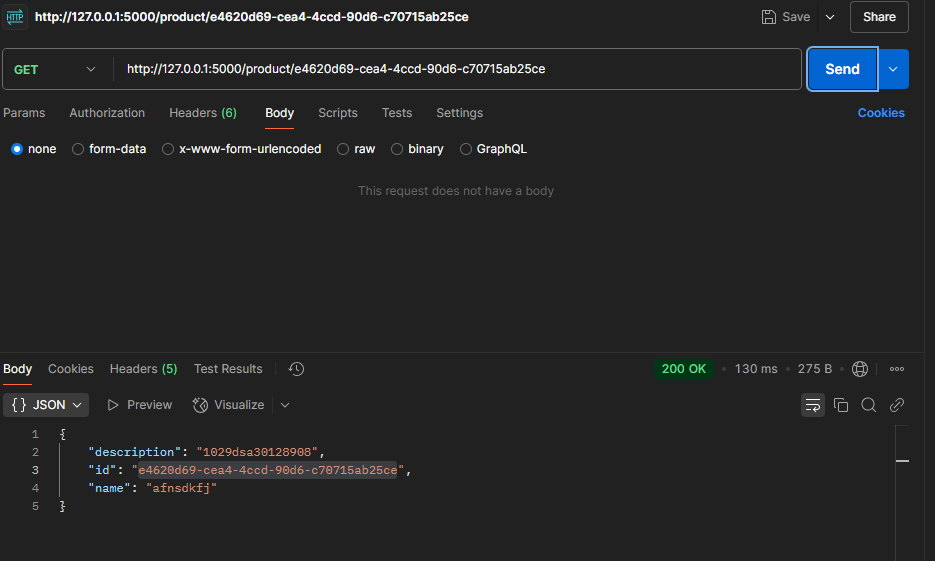 HTTP http://127.0.0.1:5000/product/e4620d69-cea4-4ccd-90d6-c70715ab25ce Save Share
GET http://127.0.0.1:5000/product/e4620d69-cea4-4ccd-90d6-c70715ab25ce Send
Params Authorization Headers (6) Body Scripts Tests Settings Cookies
none form-data x-www-form-urlencoded raw binary GraphQL
This request does not have a body
Body Cookies Headers (5) Test Results 200 OK • 130 ms • 275 B •
{} JSON Preview Visualize
1 {
2 "description": "1029dsa30128908",
3 "id": "e4620d69-cea4-4ccd-90d6-c70715ab25ce",
4 "name": "afnsdkfj"
5 }